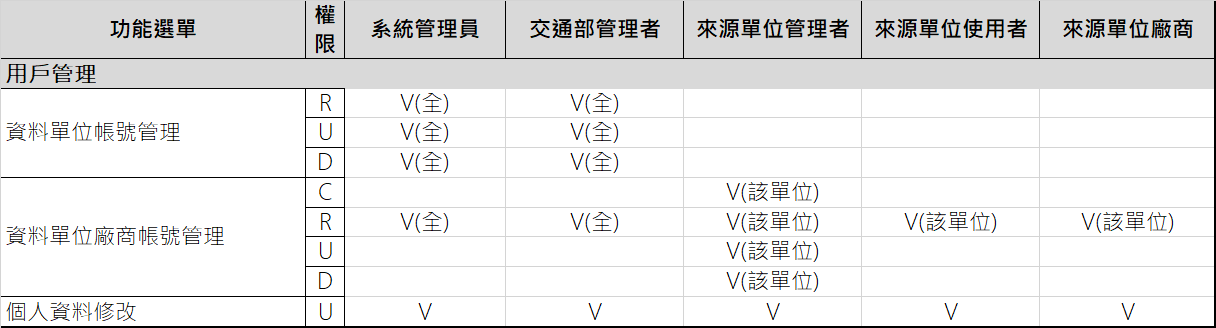 功能選單 權限 系統管理員 交通部管理者 來源單位管理者 來源單位使用者 來源單位廠商
用戶管理
資料單位帳號管理 R V(全) V(全)
U V(全) V(全)
D V(全) V(全)
資料單位廠商帳號管理 C V(該單位)
R V(全) V(全) V(該單位) V(該單位) V(該單位)
U V(該單位)
D V(該單位)
個人資料修改 U V V V V V